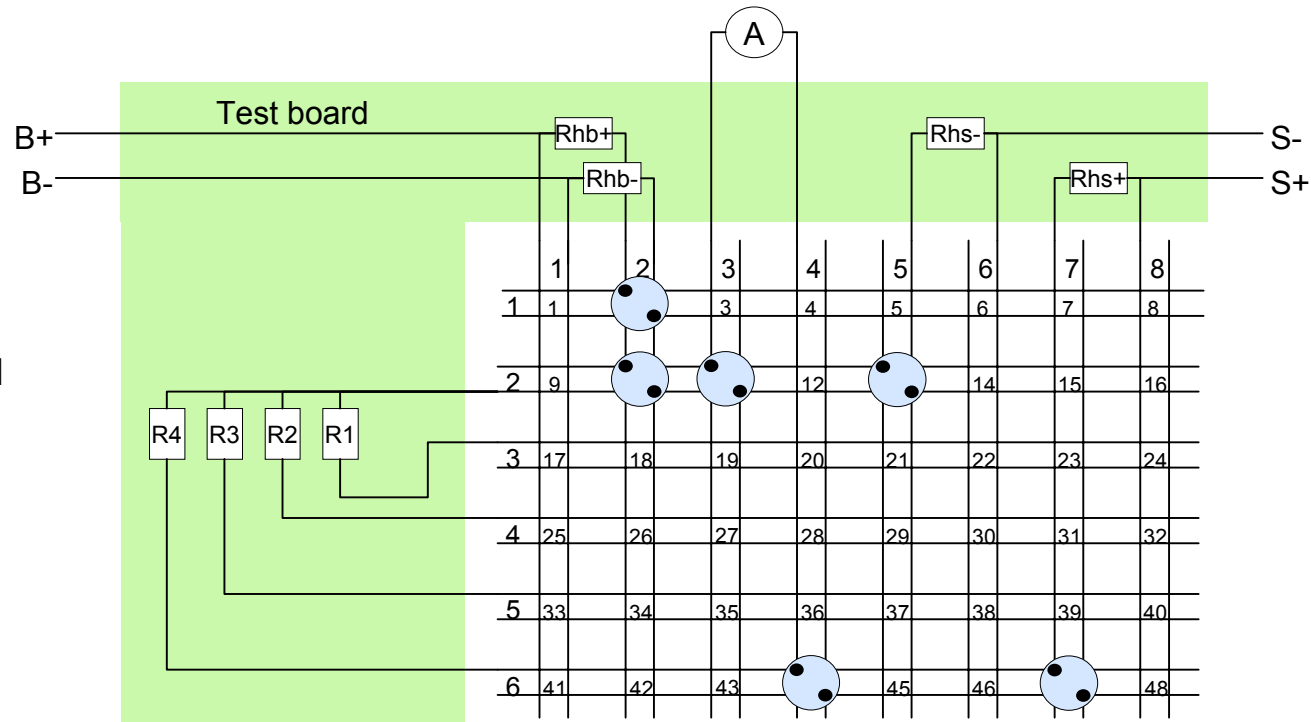 A
Test board
B+ Rhb+ Rhs- S-
B- Rhb- Rhs+ S+
1 2 3 4 5 6 7 8
1 1 3 4 5 6 7 8
2 9 12 14 15 16
R4 R3 R2 R1
3 17 18 19 20 21 22 23 24
4 25 26 27 28 29 30 31 32
5 33 34 35 36 37 38 39 40
6 41 42 43 45 46 48